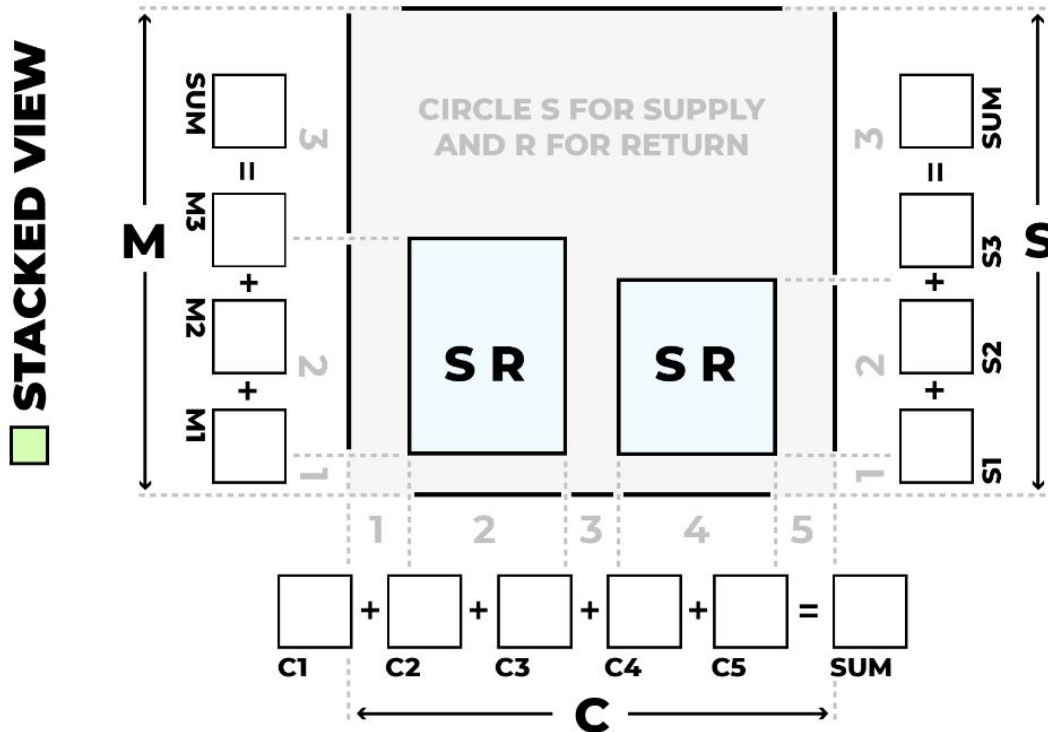 STACKED VIEW
M
SUM
=
M3
+
M2
+
M1
3
2
1
CIRCLE S FOR SUPPLY
AND R FOR RETURN
S R
S R
3
2
1
SUM
=
S3
+
S2
+
S1
S
1 2 3 4 5
+ + + + =
C1 C2 C3 C4 C5 SUM
C